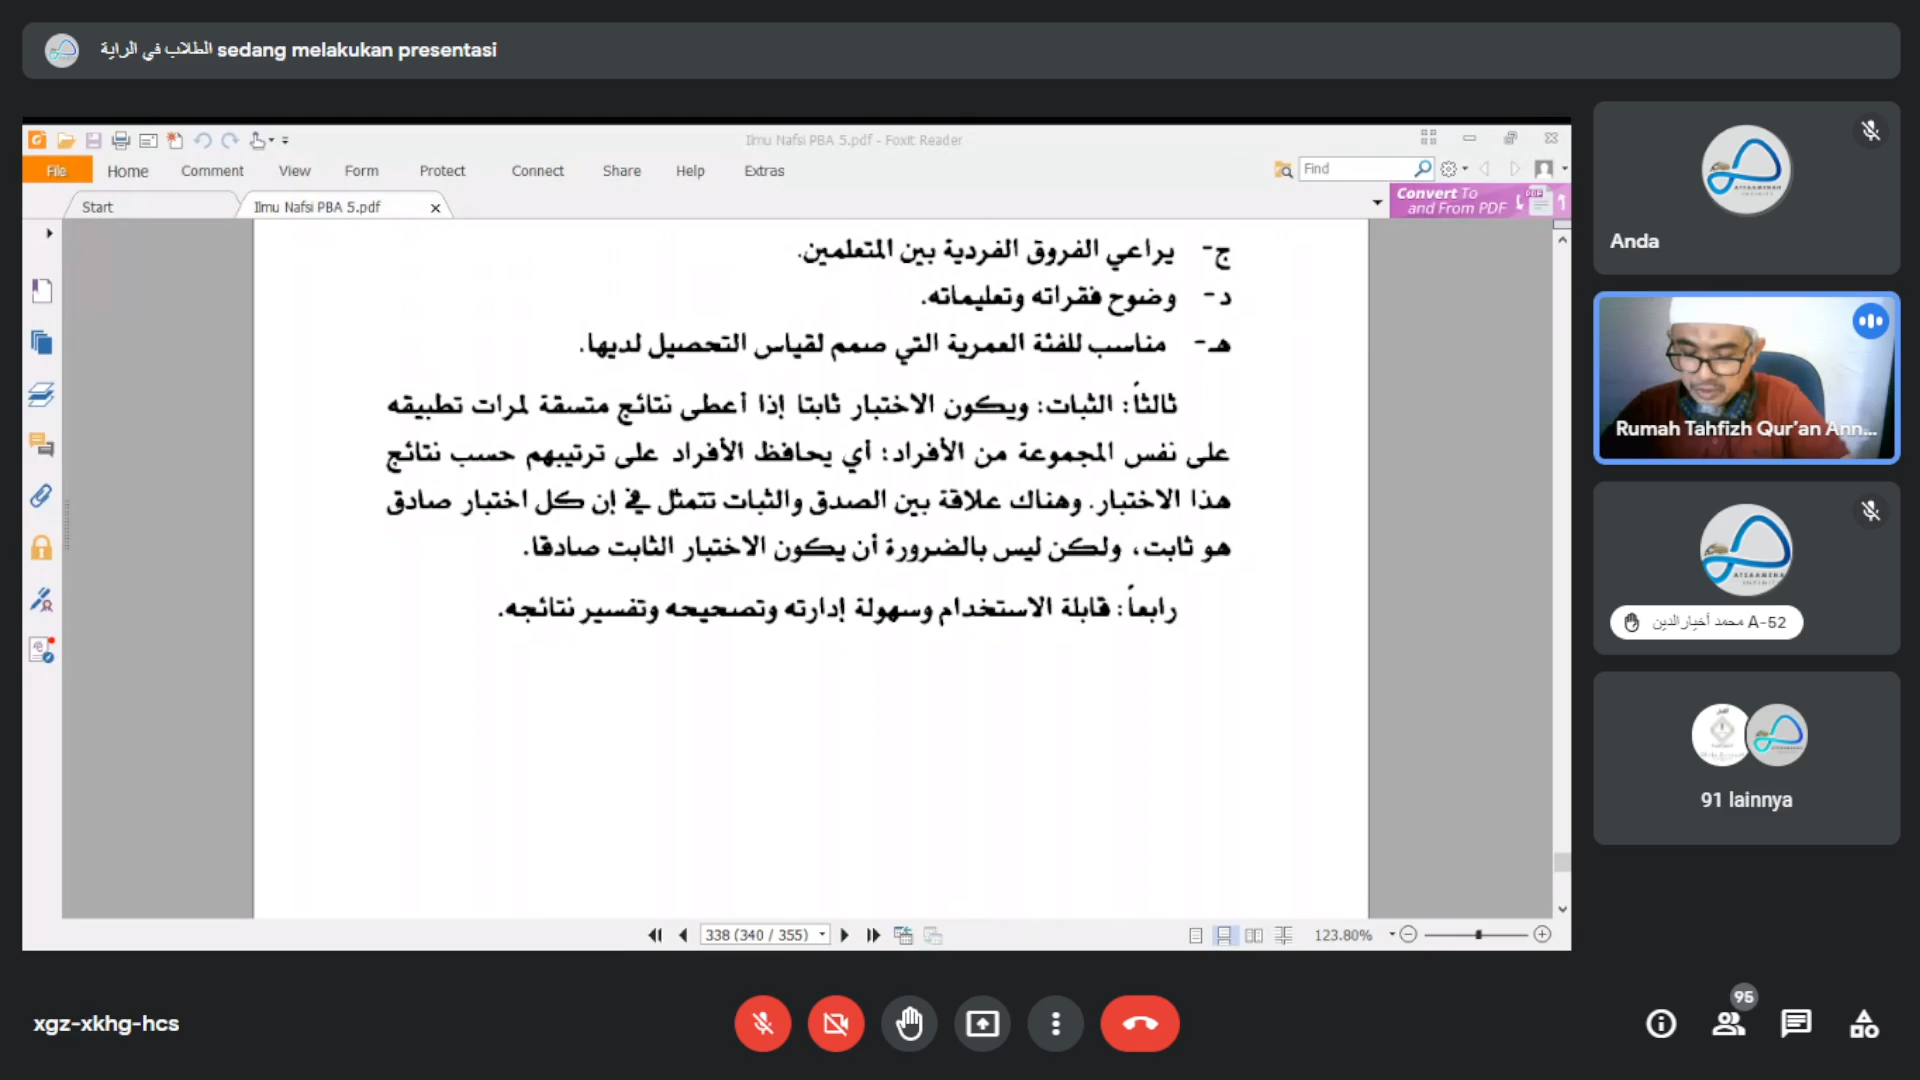 الطلاب في الراية sedang melakukan presentasi
Ilmu Nafsi PBA 5.pdf - Foxit Reader
File Home Comment View Form Protect Connect Share Help Extras
Find
Start
Ilmu Nafsi PBA 5.pdf
Convert To
and From PDF
ج- يراعي الفروق الفردية بين المتعلمين.
د- وضوح فقراته وتعليماته.
هـ- مناسب للفئة العمرية التي صمم لقياس التحصيل لديها.
ثالثاً: الثبات: ويكون الاختبار ثابتا إذا أعطى نتائج متسقة لمرات تطبيقه
على نفس المجموعة من الأفراد: أي يحافظ الأفراد على ترتيبهم حسب نتائج
هذا الاختبار. وهناك علاقة بين الصدق والثبات تتمثل في إن كل اختبار صادق
هو ثابت، ولكن ليس بالضرورة أن يكون الاختبار الثابت صادقا.
رابعاً: قابلة الاستخدام وسهولة إدارته وتصحيحه وتفسير نتائجه.
338 (340 / 355)
123.80%
Anda
Rumah Tahfizh Qur'an Ann...
A-52 محمد أخيار الدين
91 lainnya
xgz-xkhg-hcs
95